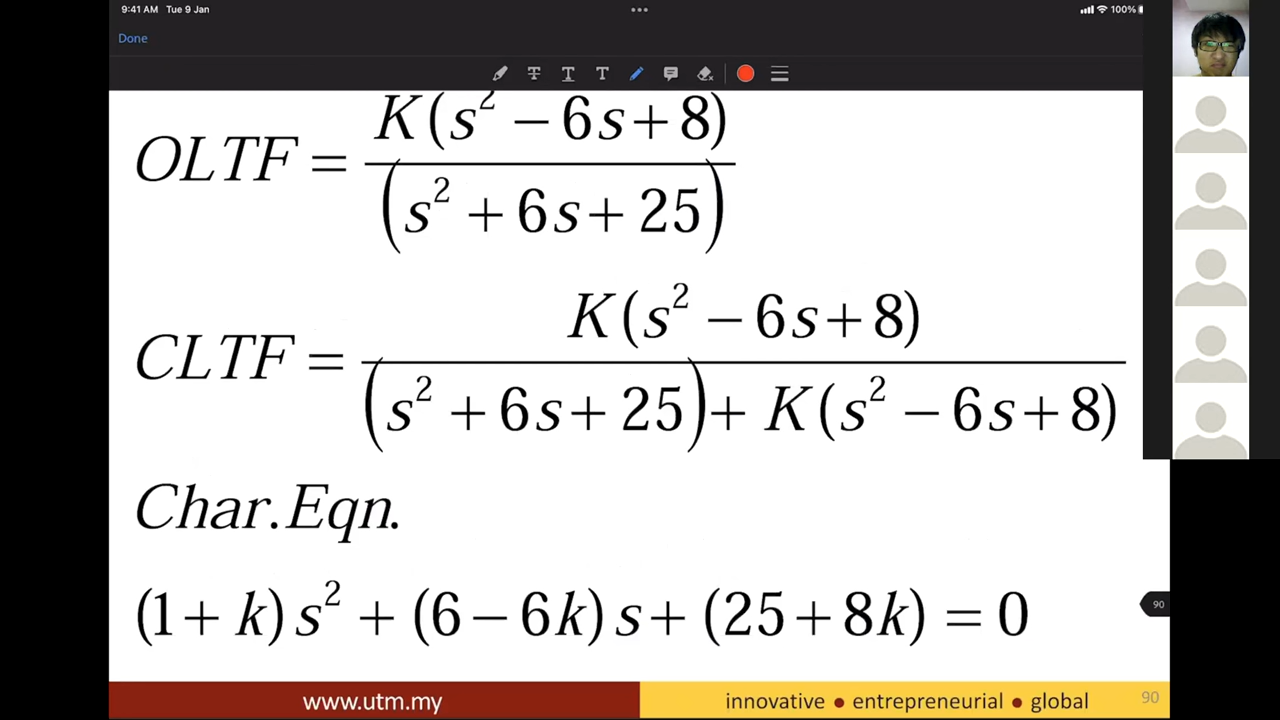 9:41 AM Tue 9 Jan
100%
Done
OLTF = K(s² − 6s + 8) / (s² + 6s + 25)
CLTF = K(s² − 6s + 8) / (s² + 6s + 25) + K(s² − 6s + 8)
Char.Eqn.
(1 + k)s² + (6 − 6k)s + (25 + 8k) = 0
90
www.utm.my
innovative ● entrepreneurial ● global
90